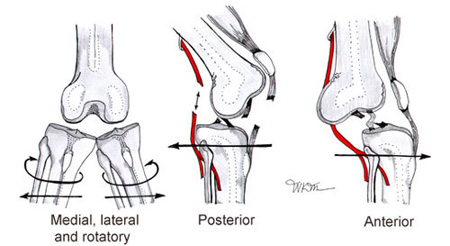 Medial, lateral
and rotatory
Posterior
Anterior